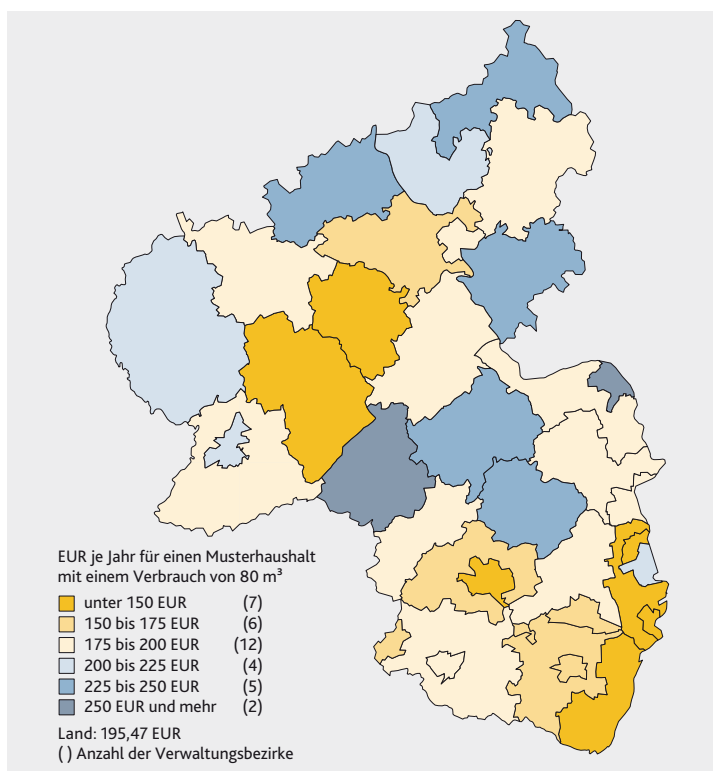 EUR je Jahr für einen Musterhaushalt
mit einem Verbrauch von 80 m³
unter 150 EUR (7)
150 bis 175 EUR (6)
175 bis 200 EUR (12)
200 bis 225 EUR (4)
225 bis 250 EUR (5)
250 EUR und mehr (2)
Land: 195,47 EUR
( ) Anzahl der Verwaltungsbezirke